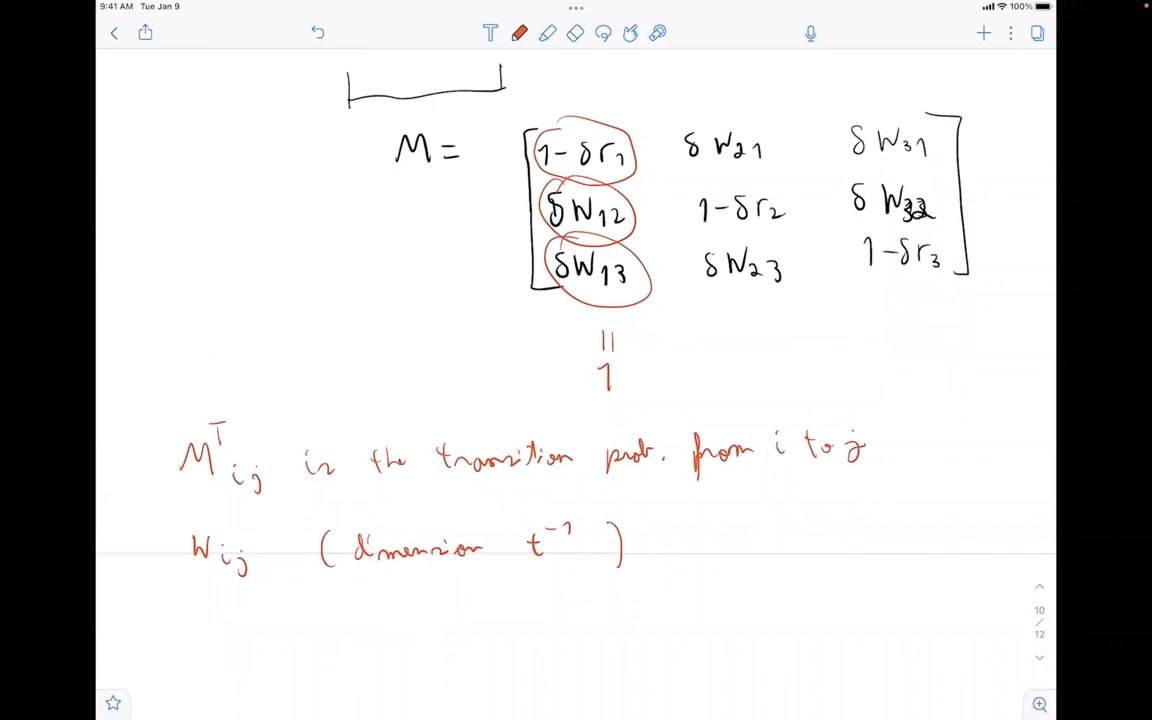 9:41 AM Tue Jan 9
100%
M = [ 1 - δr₁ δW₂₁ δW₃₁
δW₁₂ 1 - δr₂ δW₃₂
δW₁₃ δW₂₃ 1 - δr₃ ]
||
1
Mᵀ ij is the transition prob. from i to j
Wij ( dimension t⁻¹ )
10
/
12